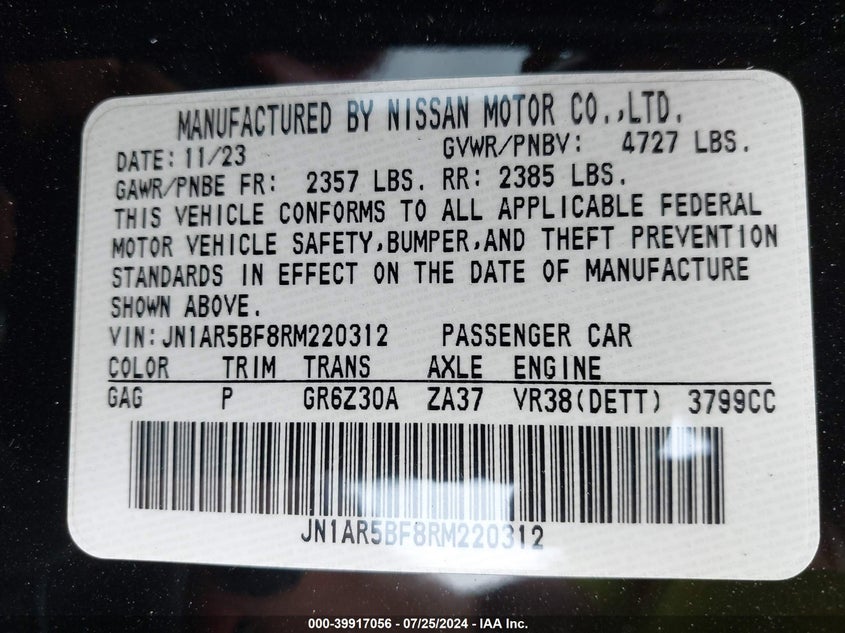 MANUFACTURED BY NISSAN MOTOR CO.,LTD.
DATE: 11/23 GVWR/PNBV: 4727 LBS.
GAWR/PNBE FR: 2357 LBS. RR: 2385 LBS.
THIS VEHICLE CONFORMS TO ALL APPLICABLE FEDERAL
MOTOR VEHICLE SAFETY,BUMPER,AND THEFT PREVENTION
STANDARDS IN EFFECT ON THE DATE OF MANUFACTURE
SHOWN ABOVE.
VIN:JN1AR5BF8RM220312 PASSENGER CAR
COLOR TRIM TRANS AXLE ENGINE
GAG P GR6Z30A ZA37 VR38(DETT) 3799CC
JN1AR5BF8RM220312
000-39917056 - 07/25/2024 - IAA Inc.